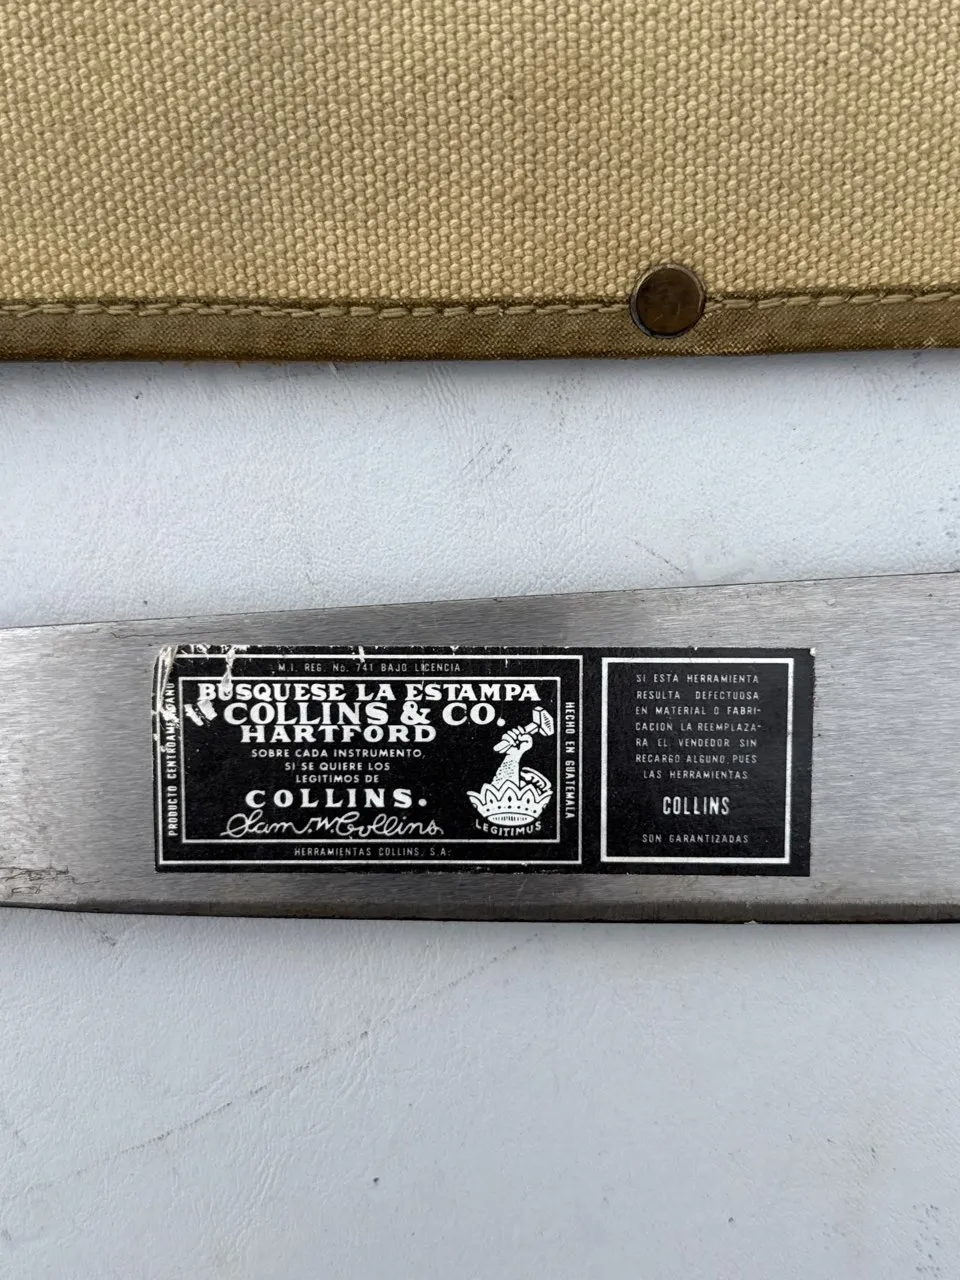 M.I. REG. No. 741 BAJO LICENCIA
PRODUCTO CENTROAMERICANO
BUSQUESE LA ESTAMPA
COLLINS & CO.
HARTFORD
SOBRE CADA INSTRUMENTO.
SI SE QUIERE LOS
LEGITIMOS DE
COLLINS.
Sam. W. Collins
LEGITIMUS
HECHO EN GUATEMALA
HERRAMIENTAS COLLINS, S.A.
SI ESTA HERRAMIENTA
RESULTA DEFECTUOSA
EN MATERIAL O FABRI-
CACION LA REEMPLAZA-
RA EL VENDEDOR SIN
RECARGO ALGUNO, PUES
LAS HERRAMIENTAS
COLLINS
SON GARANTIZADAS